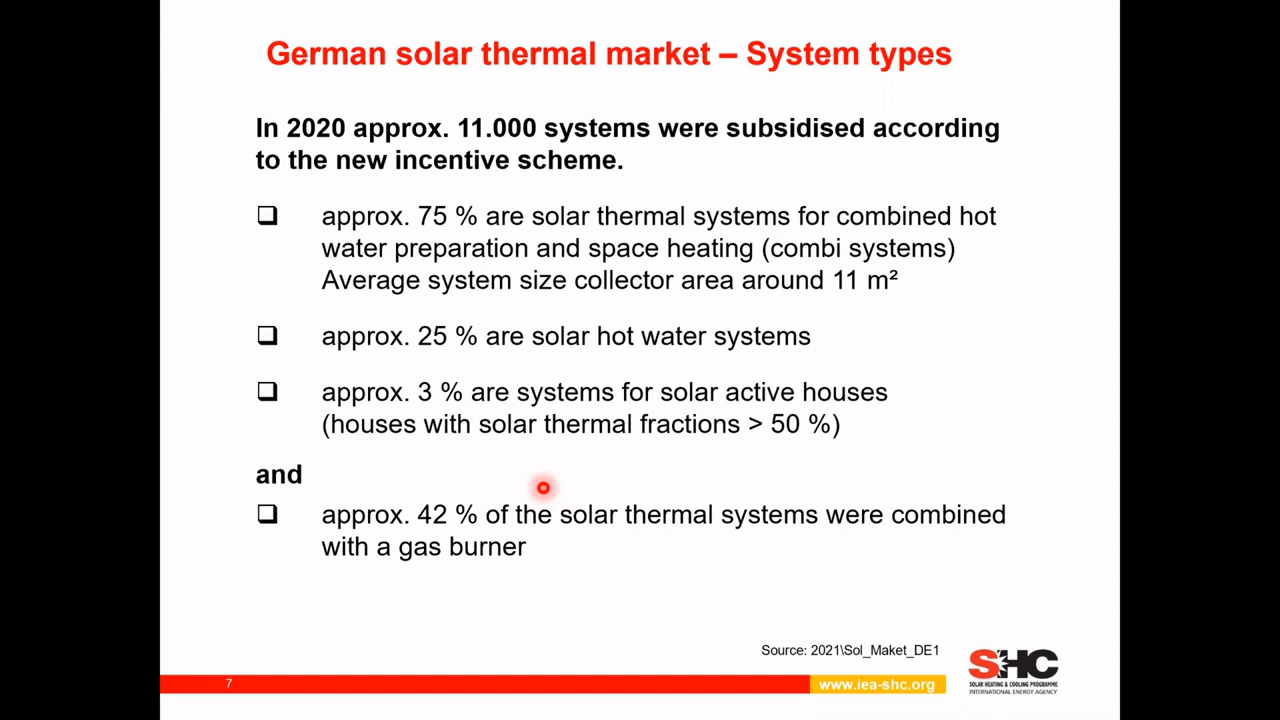 German solar thermal market – System types
In 2020 approx. 11.000 systems were subsidised according
to the new incentive scheme.
❑ approx. 75 % are solar thermal systems for combined hot
water preparation and space heating (combi systems)
Average system size collector area around 11 m²
❑ approx. 25 % are solar hot water systems
❑ approx. 3 % are systems for solar active houses
(houses with solar thermal fractions > 50 %)
and
❑ approx. 42 % of the solar thermal systems were combined
with a gas burner
Source: 2021\Sol_Maket_DE1
SHC
SOLAR HEATING & COOLING PROGRAMME
INTERNATIONAL ENERGY AGENCY
7
www.iea-shc.org